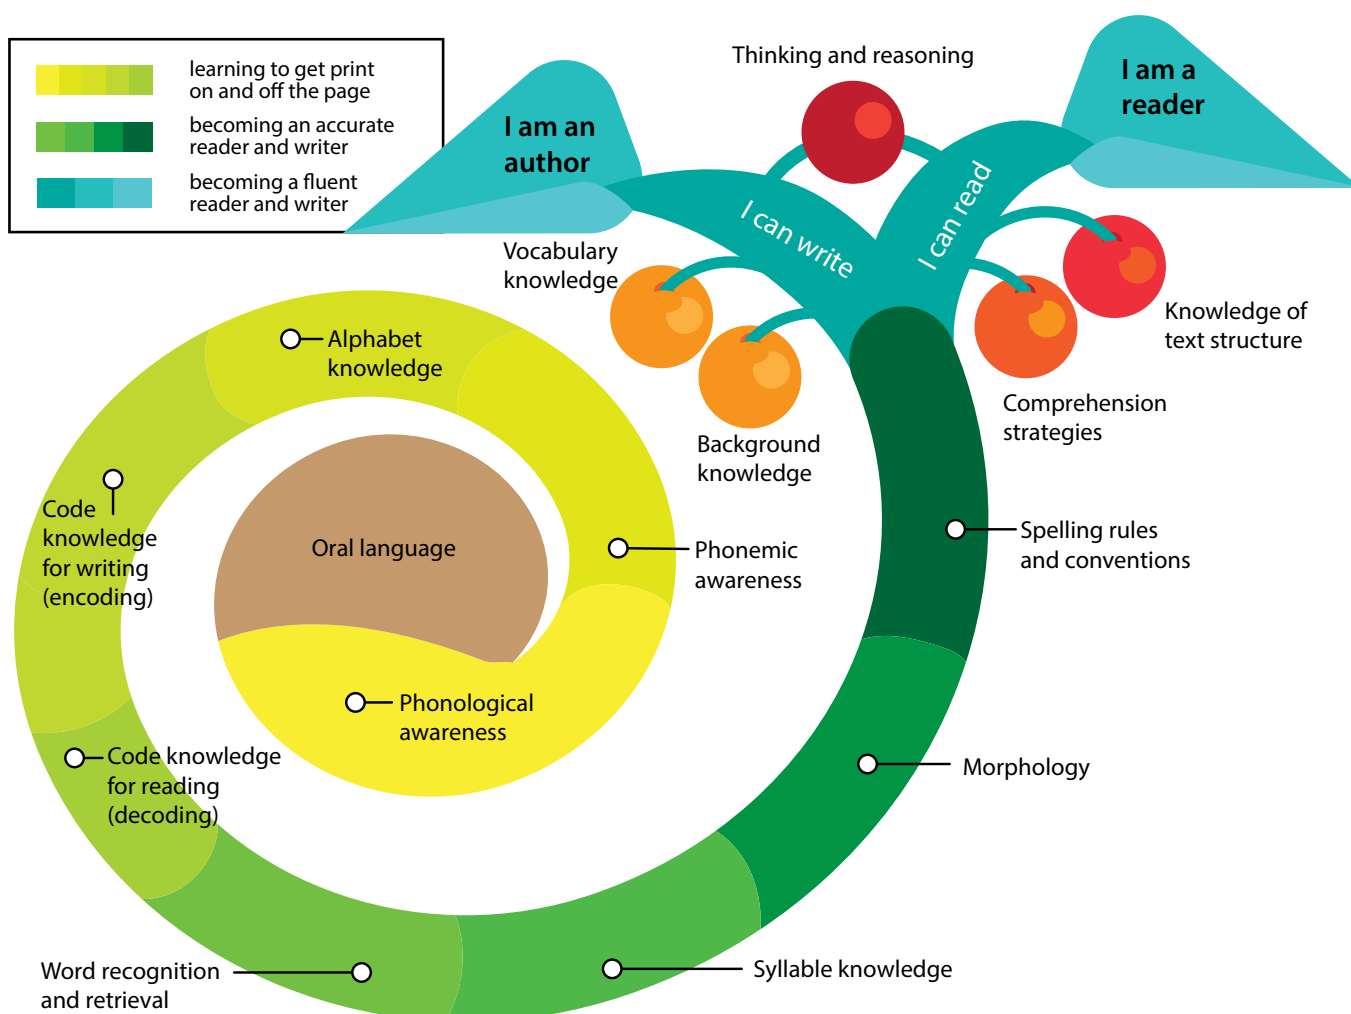 learning to get print
on and off the page
becoming an accurate
reader and writer
becoming a fluent
reader and writer
I am an
author
Thinking and reasoning
I am a
reader
I can write
I can read
Vocabulary
knowledge
Background
knowledge
Knowledge of
text structure
Comprehension
strategies
Alphabet
knowledge
Code
knowledge
for writing
(encoding)
Oral language
Phonemic
awareness
Spelling rules
and conventions
Phonological
awareness
Code knowledge
for reading
(decoding)
Morphology
Word recognition
and retrieval
Syllable knowledge